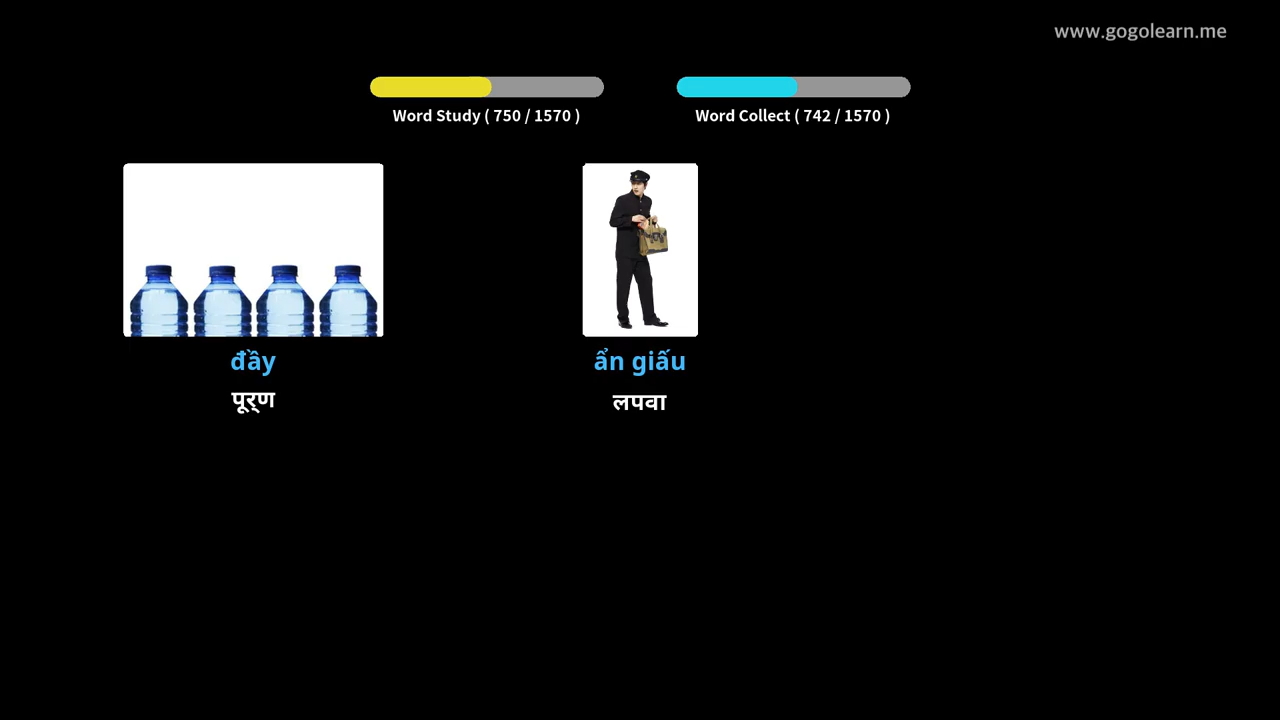 www.gogolearn.me
Word Study ( 750 / 1570 )
Word Collect ( 742 / 1570 )
đầy
पूर्‍ण
ẩn giấu
लपवा